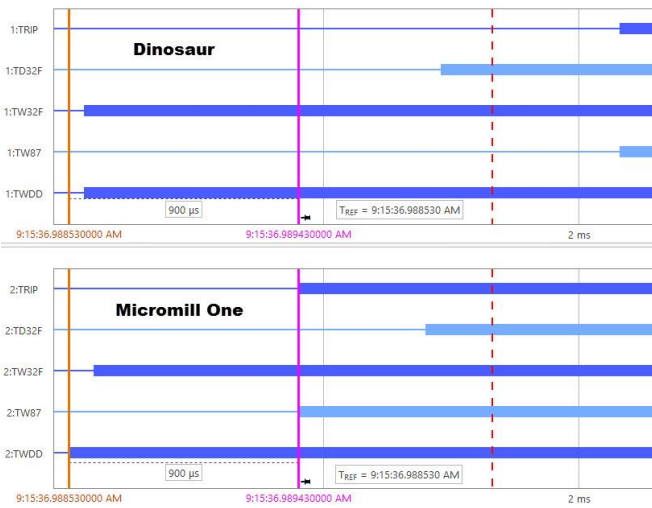 1:TRIP
Dinosaur
1:TD32F
1:TW32F
1:TW87
1:TWDD
900 µs
TREF = 9:15:36.988530 AM
9:15:36.988530000 AM
9:15:36.989430000 AM
2 ms
2:TRIP
Micromill One
2:TD32F
2:TW32F
2:TW87
2:TWDD
900 µs
TREF = 9:15:36.988530 AM
9:15:36.988530000 AM
9:15:36.989430000 AM
2 ms